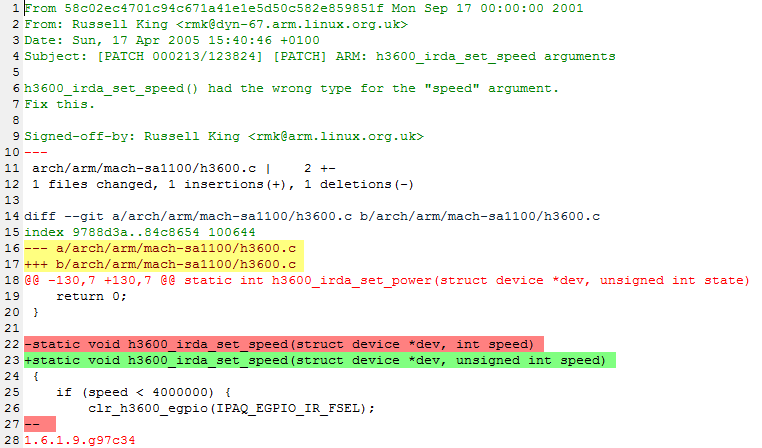 1 From 58c02ec4701c94c671a41e1e5d50c582e859851f Mon Sep 17 00:00:00 2001
2 From: Russell King <rmk@dyn-67.arm.linux.org.uk>
3 Date: Sun, 17 Apr 2005 15:40:46 +0100
4 Subject: [PATCH 000213/123824] [PATCH] ARM: h3600_irda_set_speed arguments
5
6 h3600_irda_set_speed() had the wrong type for the "speed" argument.
7 Fix this.
8
9 Signed-off-by: Russell King <rmk@arm.linux.org.uk>
10 ---
11  arch/arm/mach-sa1100/h3600.c |    2 +-
12  1 files changed, 1 insertions(+), 1 deletions(-)
13
14 diff --git a/arch/arm/mach-sa1100/h3600.c b/arch/arm/mach-sa1100/h3600.c
15 index 9788d3a..84c8654 100644
16 --- a/arch/arm/mach-sa1100/h3600.c
17 +++ b/arch/arm/mach-sa1100/h3600.c
18 @@ -130,7 +130,7 @@ static int h3600_irda_set_power(struct device *dev, unsigned int state)
19     return 0;
20  }
21
22 -static void h3600_irda_set_speed(struct device *dev, int speed)
23 +static void h3600_irda_set_speed(struct device *dev, unsigned int speed)
24  {
25     if (speed < 4000000) {
26         clr_h3600_egpio(IPAQ_EGPIO_IR_FSEL);
27 --
28 1.6.1.9.g97c34